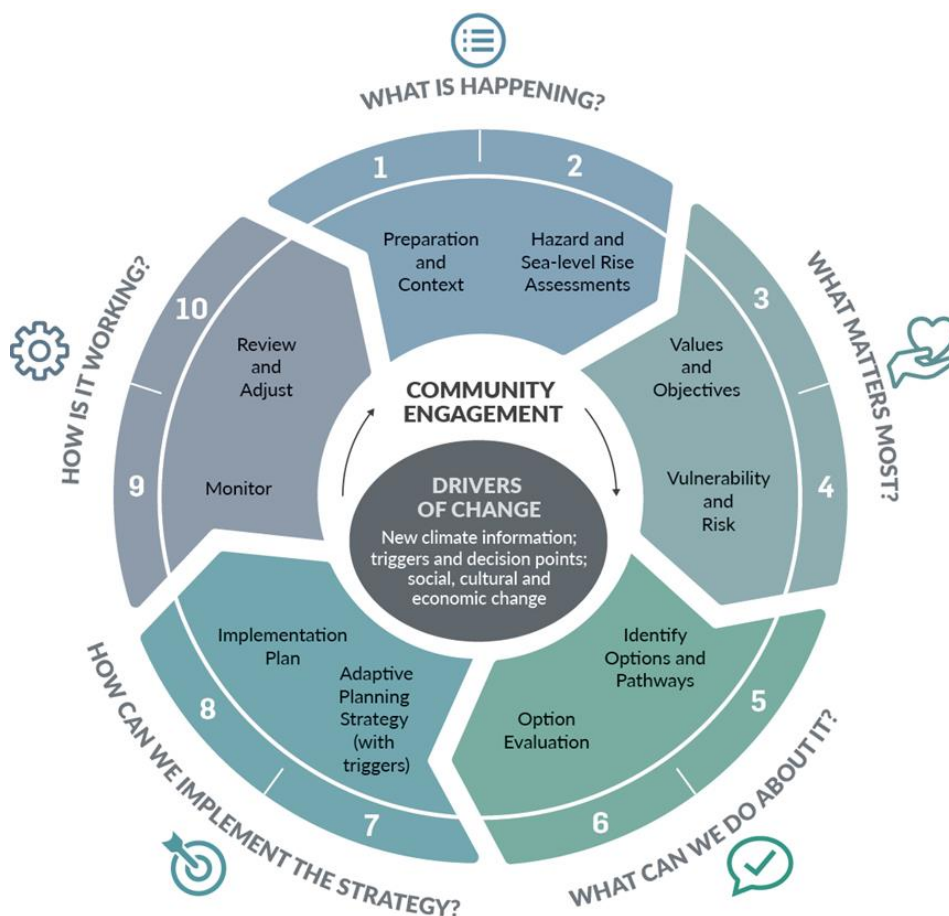 WHAT IS HAPPENING?
1
2
Preparation
and
Context
Hazard and
Sea-level Rise
Assessments
WHAT MATTERS MOST?
3
Values
and
Objectives
4
Vulnerability
and
Risk
WHAT CAN WE DO ABOUT IT?
5
Identify
Options and
Pathways
6
Option
Evaluation
HOW CAN WE IMPLEMENT THE STRATEGY?
7
Adaptive
Planning
Strategy
(with
triggers)
8
Implementation
Plan
HOW IS IT WORKING?
9
Monitor
10
Review
and
Adjust
COMMUNITY
ENGAGEMENT
DRIVERS
OF CHANGE
New climate information;
triggers and decision points;
social, cultural and
economic change